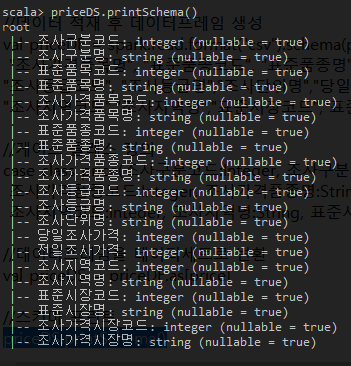 scala> priceDS.printSchema()
root
|-- 조사구분코드: integer (nullable = true)
|-- 조사구분명: string (nullable = true)
|-- 표준품목코드: integer (nullable = true)
|-- 표준품목명: string (nullable = true)
|-- 조사가격품목코드: integer (nullable = true)
|-- 조사가격품목명: string (nullable = true)
|-- 표준품종코드: integer (nullable = true)
|-- 표준품종명: string (nullable = true)
|-- 조사가격품종코드: integer (nullable = true)
|-- 조사가격품종명: string (nullable = true)
|-- 조사등급코드: integer (nullable = true)
|-- 조사등급명: string (nullable = true)
|-- 조사단위명: string (nullable = true)
|-- 당일조사가격: integer (nullable = true)
|-- 전일조사가격: integer (nullable = true)
|-- 조사지역코드: integer (nullable = true)
|-- 조사지역명: string (nullable = true)
|-- 표준시장코드: integer (nullable = true)
|-- 표준시장명: string (nullable = true)
|-- 조사가격시장코드: integer (nullable = true)
|-- 조사가격시장명: string (nullable = true)